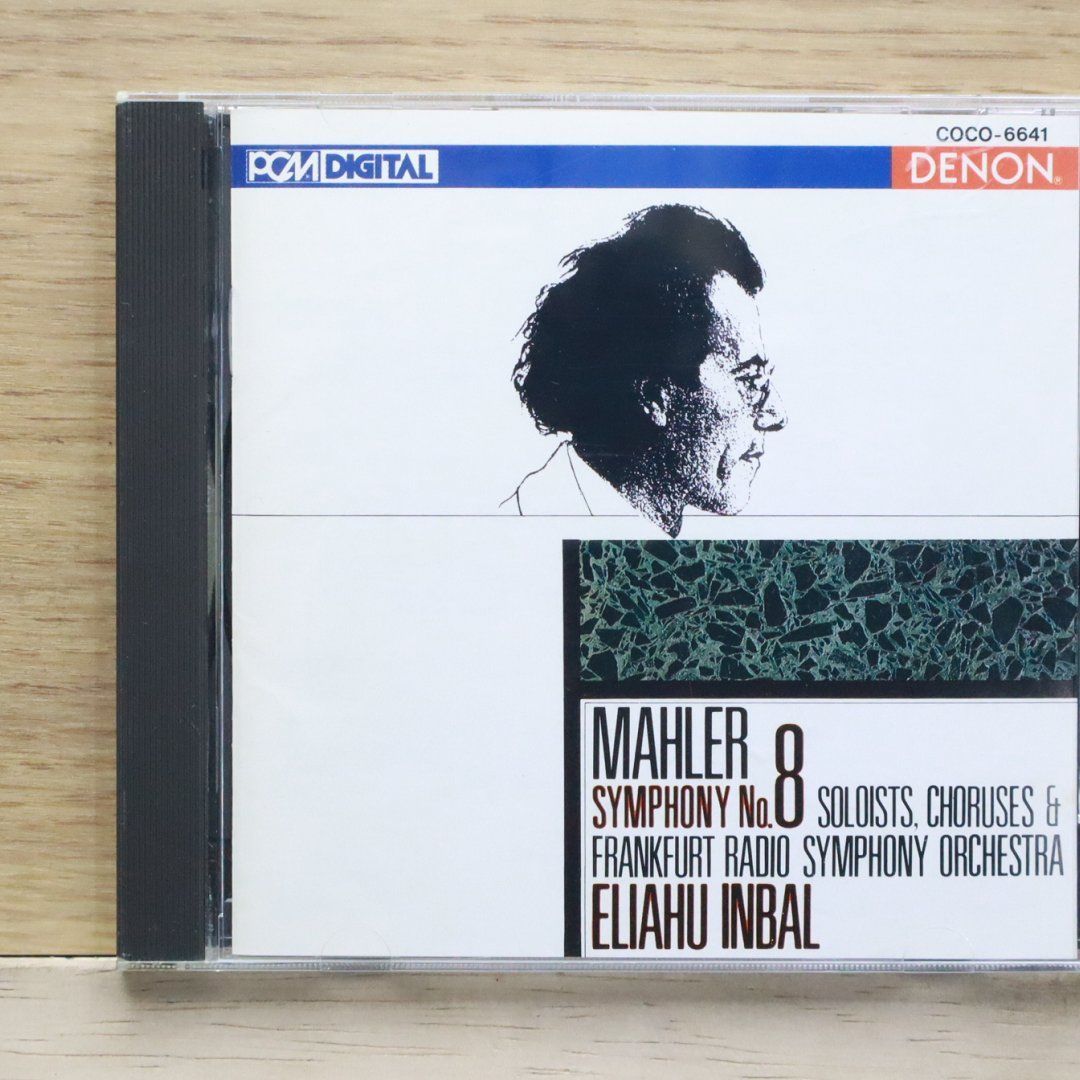 COCO-6641
PCM DIGITAL DENON®
MAHLER
SYMPHONY No.8 SOLOISTS, CHORUSES &
FRANKFURT RADIO SYMPHONY ORCHESTRA
ELIAHU INBAL